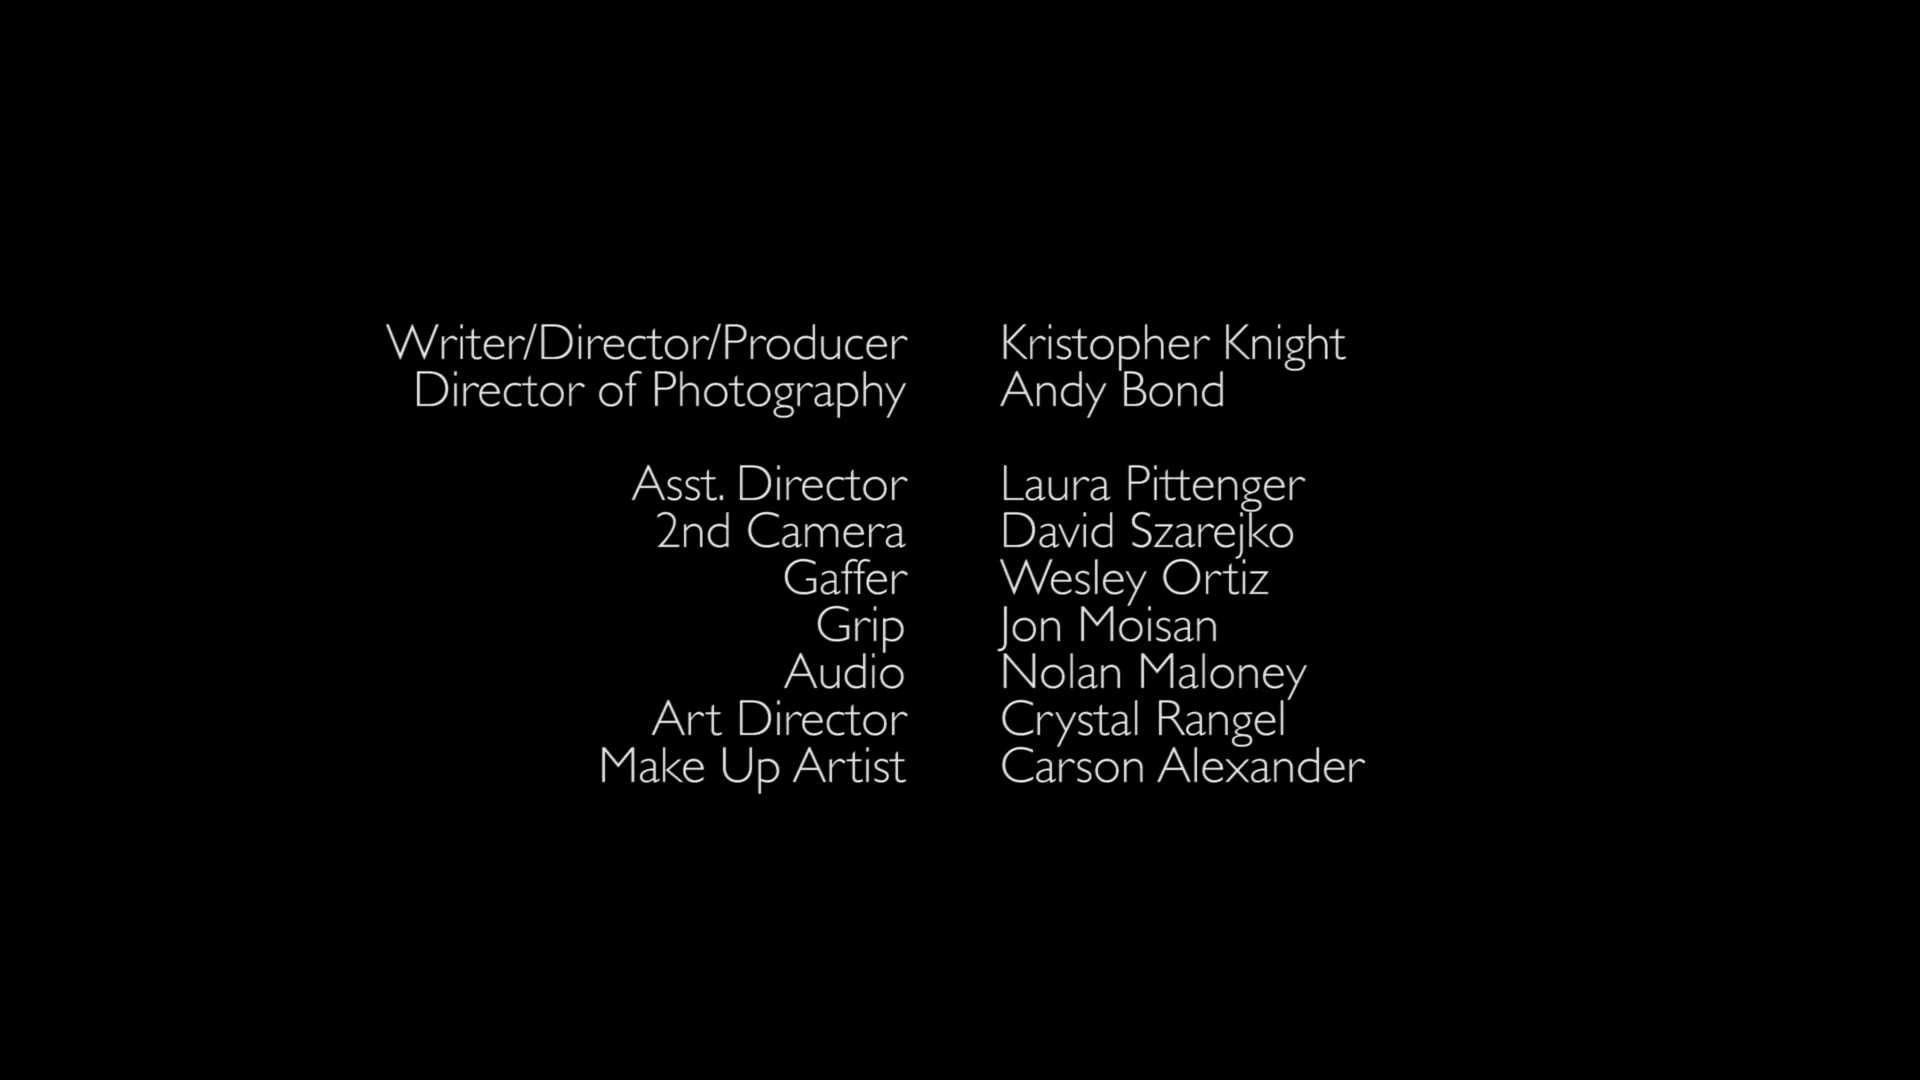 Writer/Director/Producer Kristopher Knight
Director of Photography Andy Bond
Asst. Director Laura Pittenger
2nd Camera David Szarejko
Gaffer Wesley Ortiz
Grip Jon Moisan
Audio Nolan Maloney
Art Director Crystal Rangel
Make Up Artist Carson Alexander